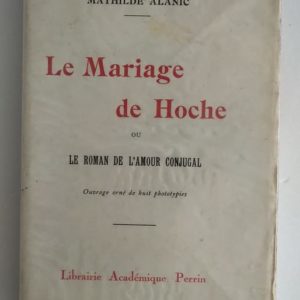 MATHILDE ALANIC
Le Mariage
de Hoche
OU
LE ROMAN DE L'AMOUR CONJUGAL
Ouvrage orné de huit phototypies
Librairie Académique Perrin